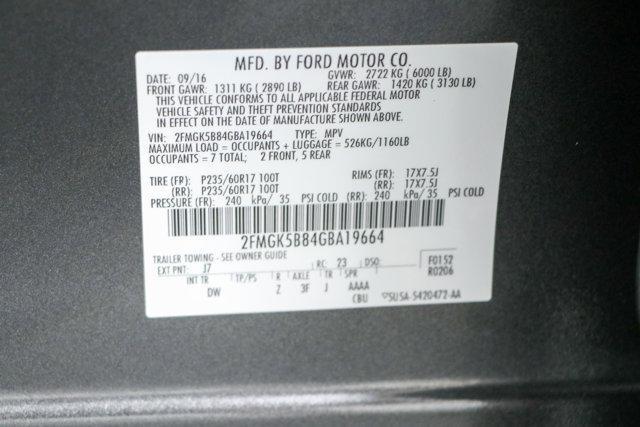 MFD. BY FORD MOTOR CO.
DATE: 09/16 GVWR: 2722 KG ( 6000 LB)
FRONT GAWR: 1311 KG ( 2890 LB) REAR GAWR: 1420 KG ( 3130 LB)
THIS VEHICLE CONFORMS TO ALL APPLICABLE FEDERAL MOTOR
VEHICLE SAFETY AND THEFT PREVENTION STANDARDS
IN EFFECT ON THE DATE OF MANUFACTURE SHOWN ABOVE.
VIN: 2FMGK5B84GBA19664 TYPE: MPV
MAXIMUM LOAD = OCCUPANTS + LUGGAGE = 526KG/1160LB
OCCUPANTS = 7 TOTAL; 2 FRONT, 5 REAR
TIRE (FR): P235/60R17 100T RIMS (FR): 17X7.5J
(RR): P235/60R17 100T (RR): 17X7.5J
PRESSURE (FR): 240 kPa/ 35 PSI COLD (RR): 240 kPa/ 35 PSI COLD
2FMGK5B84GBA19664
TRAILER TOWING - SEE OWNER GUIDE
EXT PNT: J7 RC: 23 DSO: F0152
INT TR TP/PS R AXLE TR SPR R0206
DW Z 3F J AAAA
CBU ▽SUSA-5420472-AA